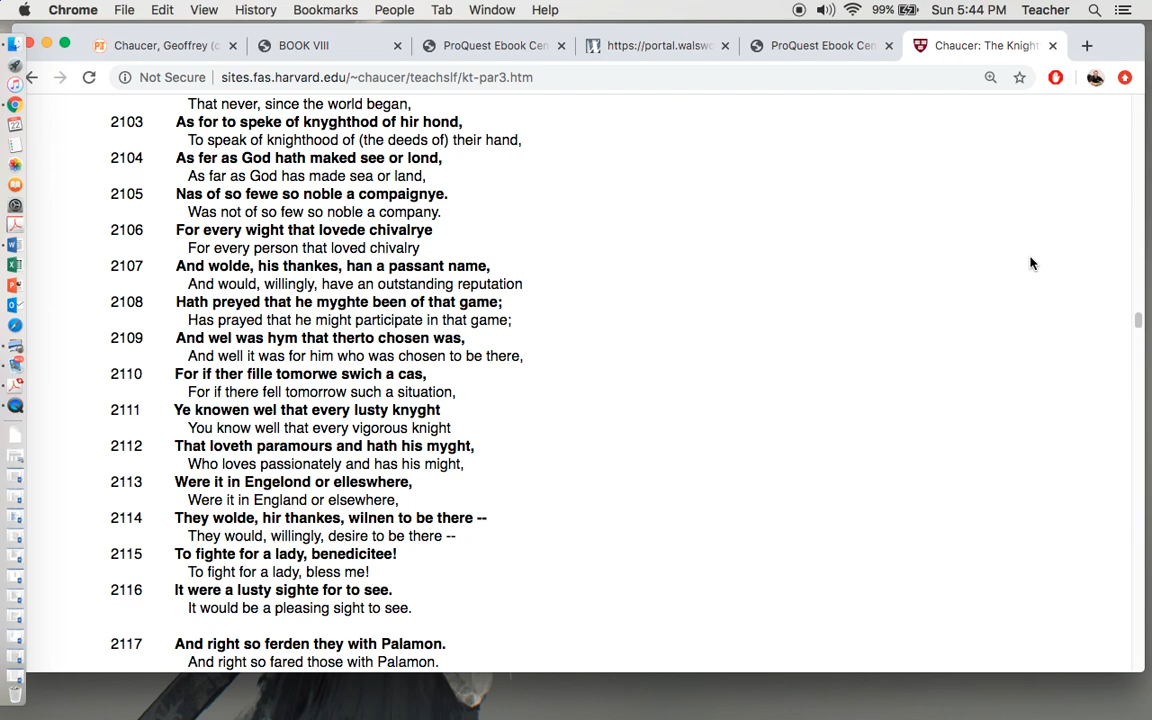 Chrome File Edit View History Bookmarks People Tab Window Help 99% Sun 5:44 PM Teacher
Chaucer, Geoffrey (c BOOK VIII ProQuest Ebook Cen https://portal.walsw ProQuest Ebook Cen Chaucer: The Knight
Not Secure sites.fas.harvard.edu/~chaucer/teachslf/kt-par3.htm
That never, since the world began,
2103 As for to speke of knyghthod of hir hond,
To speak of knighthood of (the deeds of) their hand,
2104 As fer as God hath maked see or lond,
As far as God has made sea or land,
2105 Nas of so fewe so noble a compaignye.
Was not of so few so noble a company.
2106 For every wight that lovede chivalrye
For every person that loved chivalry
2107 And wolde, his thankes, han a passant name,
And would, willingly, have an outstanding reputation
2108 Hath preyed that he myghte been of that game;
Has prayed that he might participate in that game;
2109 And wel was hym that therto chosen was,
And well it was for him who was chosen to be there,
2110 For if ther fille tomorwe swich a cas,
For if there fell tomorrow such a situation,
2111 Ye knowen wel that every lusty knyght
You know well that every vigorous knight
2112 That loveth paramours and hath his myght,
Who loves passionately and has his might,
2113 Were it in Engelond or elleswhere,
Were it in England or elsewhere,
2114 They wolde, hir thankes, wilnen to be there --
They would, willingly, desire to be there --
2115 To fighte for a lady, benedicitee!
To fight for a lady, bless me!
2116 It were a lusty sighte for to see.
It would be a pleasing sight to see.
2117 And right so ferden they with Palamon.
And right so fared those with Palamon.